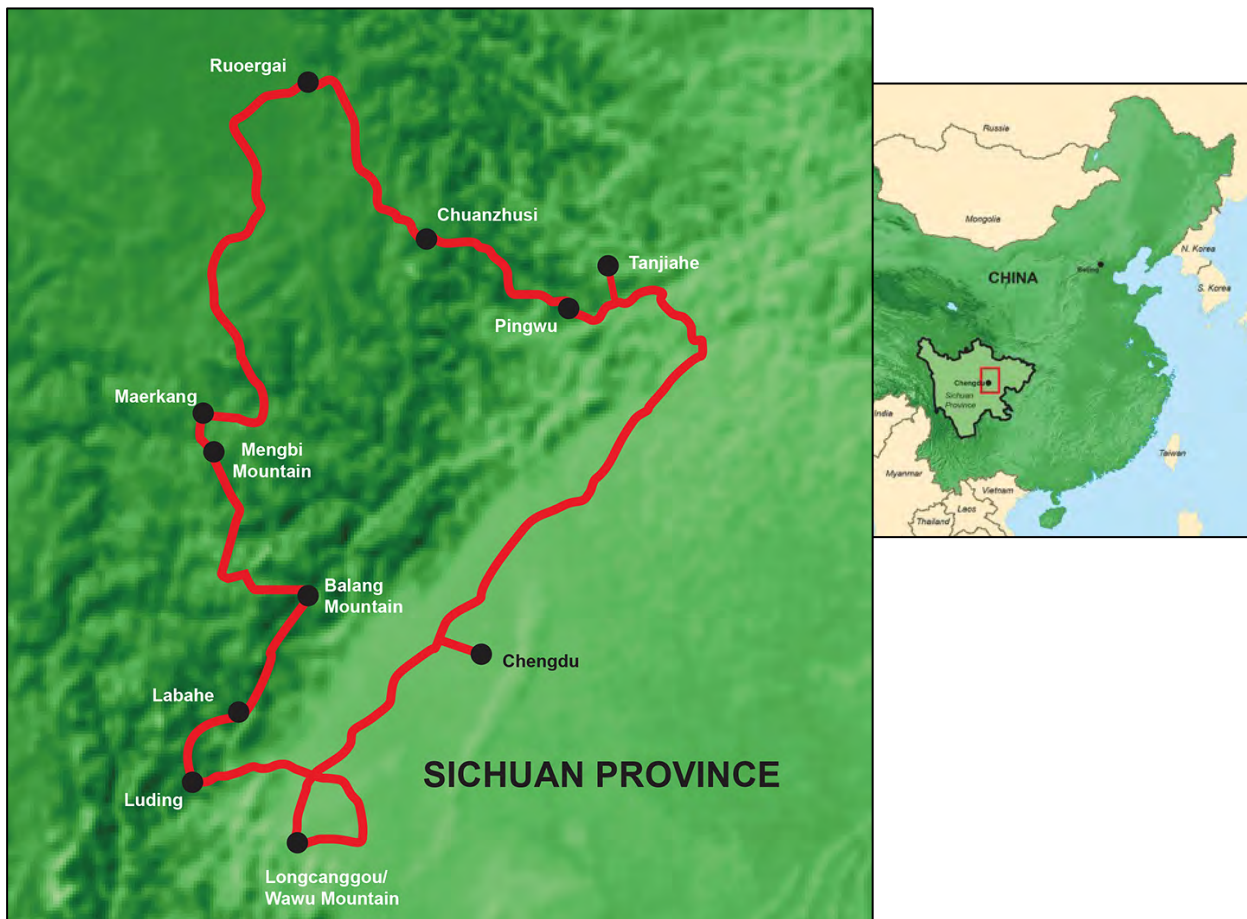 Ruoergai
Chuanzhusi
Tanjiahe
Pingwu
Maerkang
Mengbi
Mountain
Balang
Mountain
Chengdu
Labahe
SICHUAN PROVINCE
Luding
Longcanggou/
Wawu Mountain
Russia
Mongolia
N. Korea
CHINA
Beijing
S. Korea
Chengdu
Sichuan
Province
India
Taiwan
Myanmar
Vietnam
Laos
Thailand